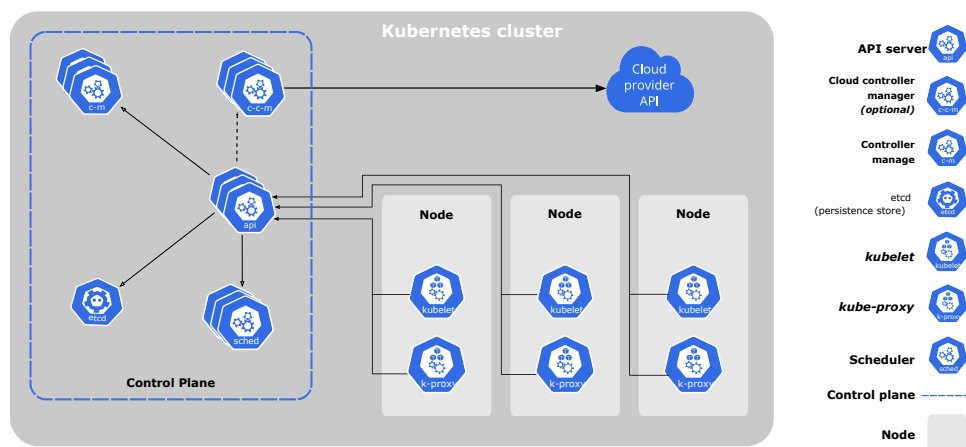 Kubernetes cluster
c-m
c-c-m
Cloud
provider
API
api
etcd
sched
Control Plane
Node
Node
Node
kubelet
kubelet
kubelet
k-proxy
k-proxy
k-proxy
API server
api
Cloud controller
manager
(optional)
c-c-m
Controller
manage
c-m
etcd
(persistence store)
etcd
kubelet
kubelet
kube-proxy
k-proxy
Scheduler
sched
Control plane
Node